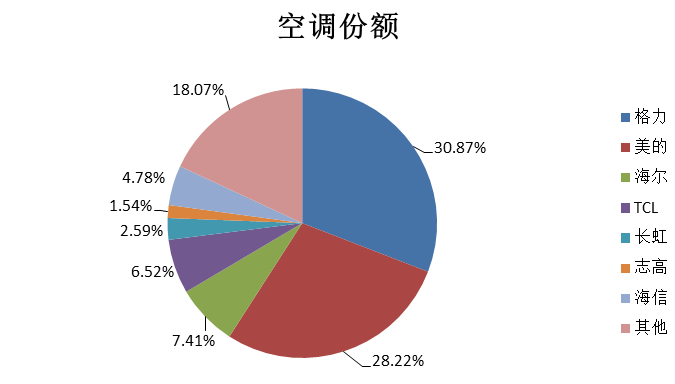 空调份额
18.07%
30.87%
4.78%
1.54%
2.59%
6.52%
7.41%
28.22%
格力
美的
海尔
TCL
长虹
志高
海信
其他